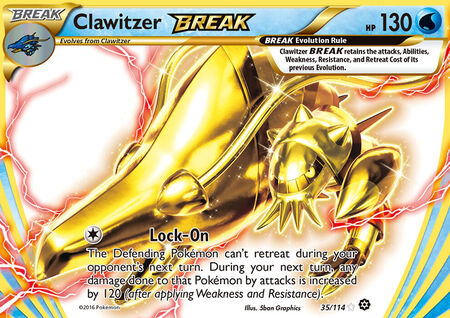 BREAK
Clawitzer BREAK HP 130
Evolves from Clawitzer
BREAK Evolution Rule
Clawitzer BREAK retains the attacks, Abilities,
Weakness, Resistance, and Retreat Cost of its
previous Evolution.
Lock-On
The Defending Pokémon can't retreat during your
opponent's next turn. During your next turn, any
damage done to that Pokémon by attacks is increased
by 120 (after applying Weakness and Resistance).
©2016 Pokémon
Illus. 5ban Graphics
35/114